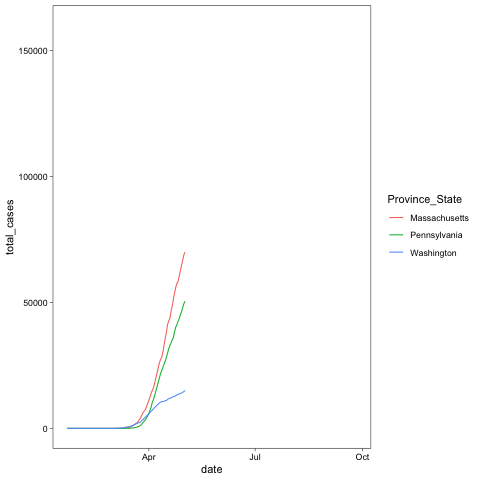 150000
100000
50000
0
total_cases
Apr
Jul
Oct
date
Province_State
Massachusetts
Pennsylvania
Washington